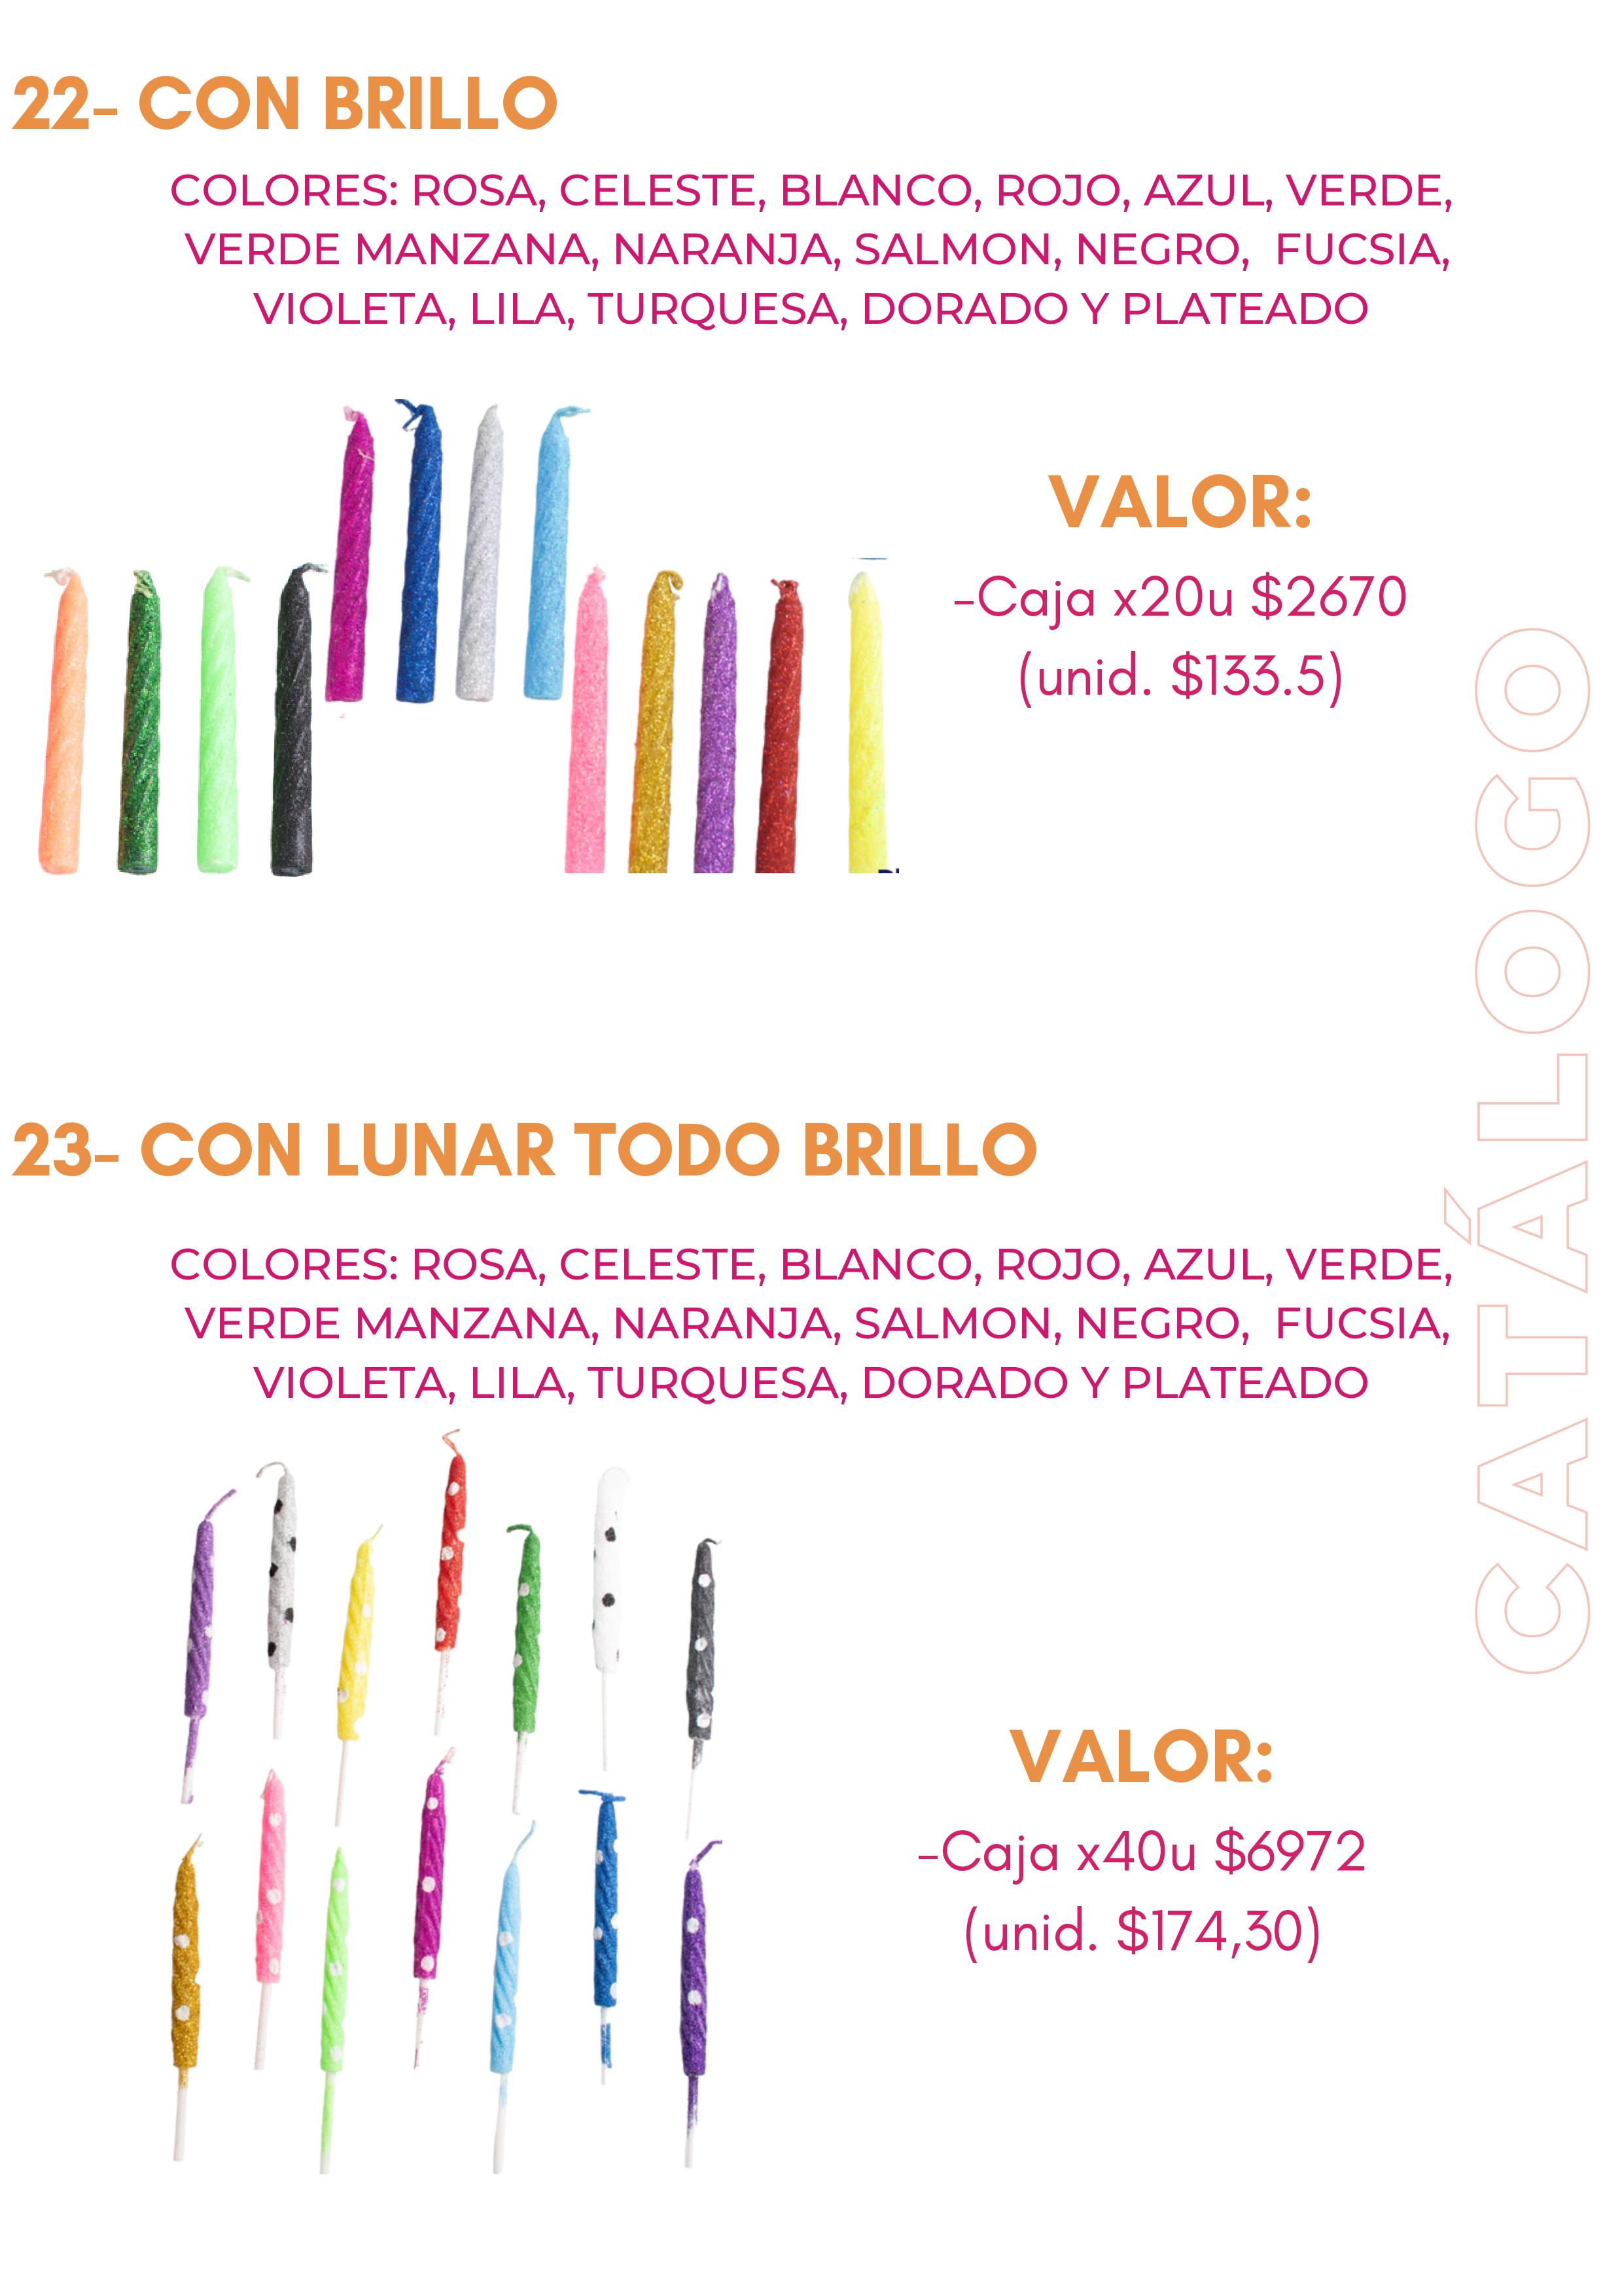 22- CON BRILLO
COLORES: ROSA, CELESTE, BLANCO, ROJO, AZUL, VERDE,
VERDE MANZANA, NARANJA, SALMON, NEGRO,  FUCSIA,
VIOLETA, LILA, TURQUESA, DORADO Y PLATEADO
VALOR:
-Caja x20u $2670
(unid. $133.5)
CATÁLOGO
23- CON LUNAR TODO BRILLO
COLORES: ROSA, CELESTE, BLANCO, ROJO, AZUL, VERDE,
VERDE MANZANA, NARANJA, SALMON, NEGRO,  FUCSIA,
VIOLETA, LILA, TURQUESA, DORADO Y PLATEADO
VALOR:
-Caja x40u $6972
(unid. $174,30)